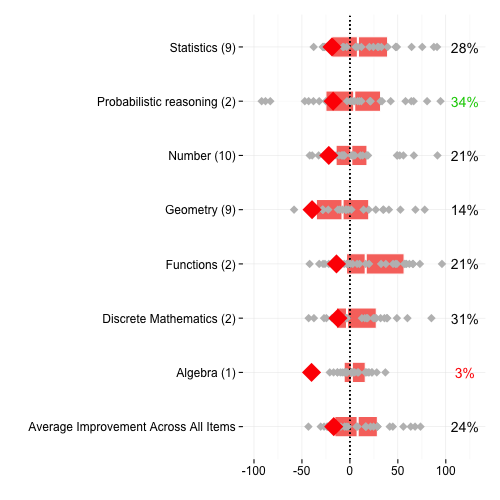 Statistics (9) 28%
Probabilistic reasoning (2) 34%
Number (10) 21%
Geometry (9) 14%
Functions (2) 21%
Discrete Mathematics (2) 31%
Algebra (1) 3%
Average Improvement Across All Items 24%
-100 -50 0 50 100